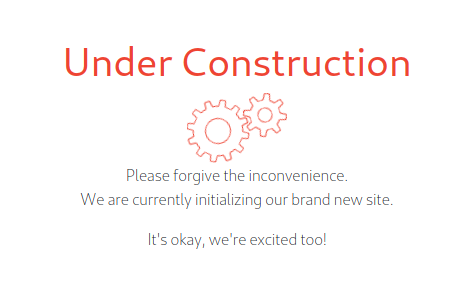 Under Construction
Please forgive the inconvenience.
We are currently initializing our brand new site.
It's okay, we're excited too!